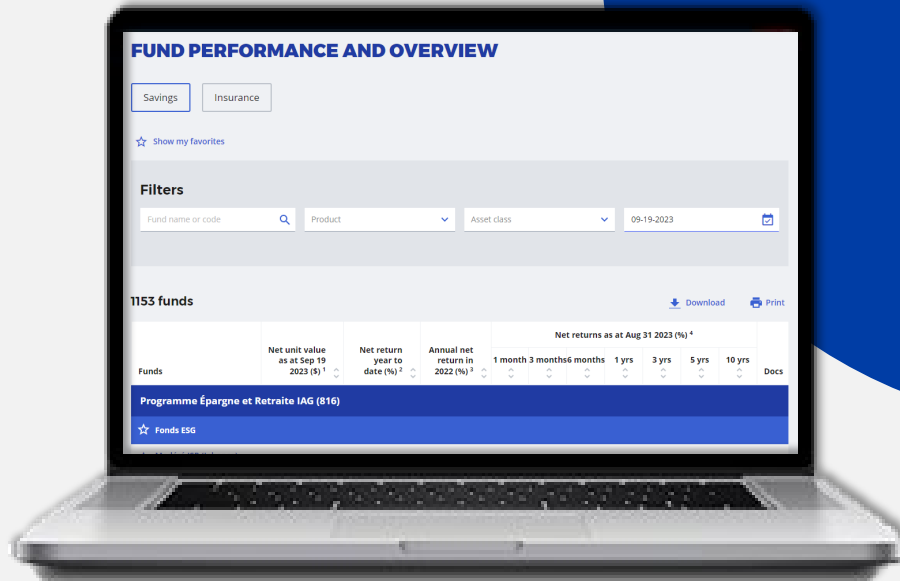 FUND PERFORMANCE AND OVERVIEW
Savings Insurance
Show my favorites
Filters
Fund name or code Product Asset class 09-19-2023
1153 funds Download Print
Net returns as at Aug 31 2023 (%) 4
Funds Net unit value as at Sep 19 2023 ($) 1 Net return year to date (%) 2 Annual net return in 2022 (%) 3 1 month 3 months 6 months 1 yrs 3 yrs 5 yrs 10 yrs Docs
Programme Épargne et Retraite IAG (816)
Fonds ESG